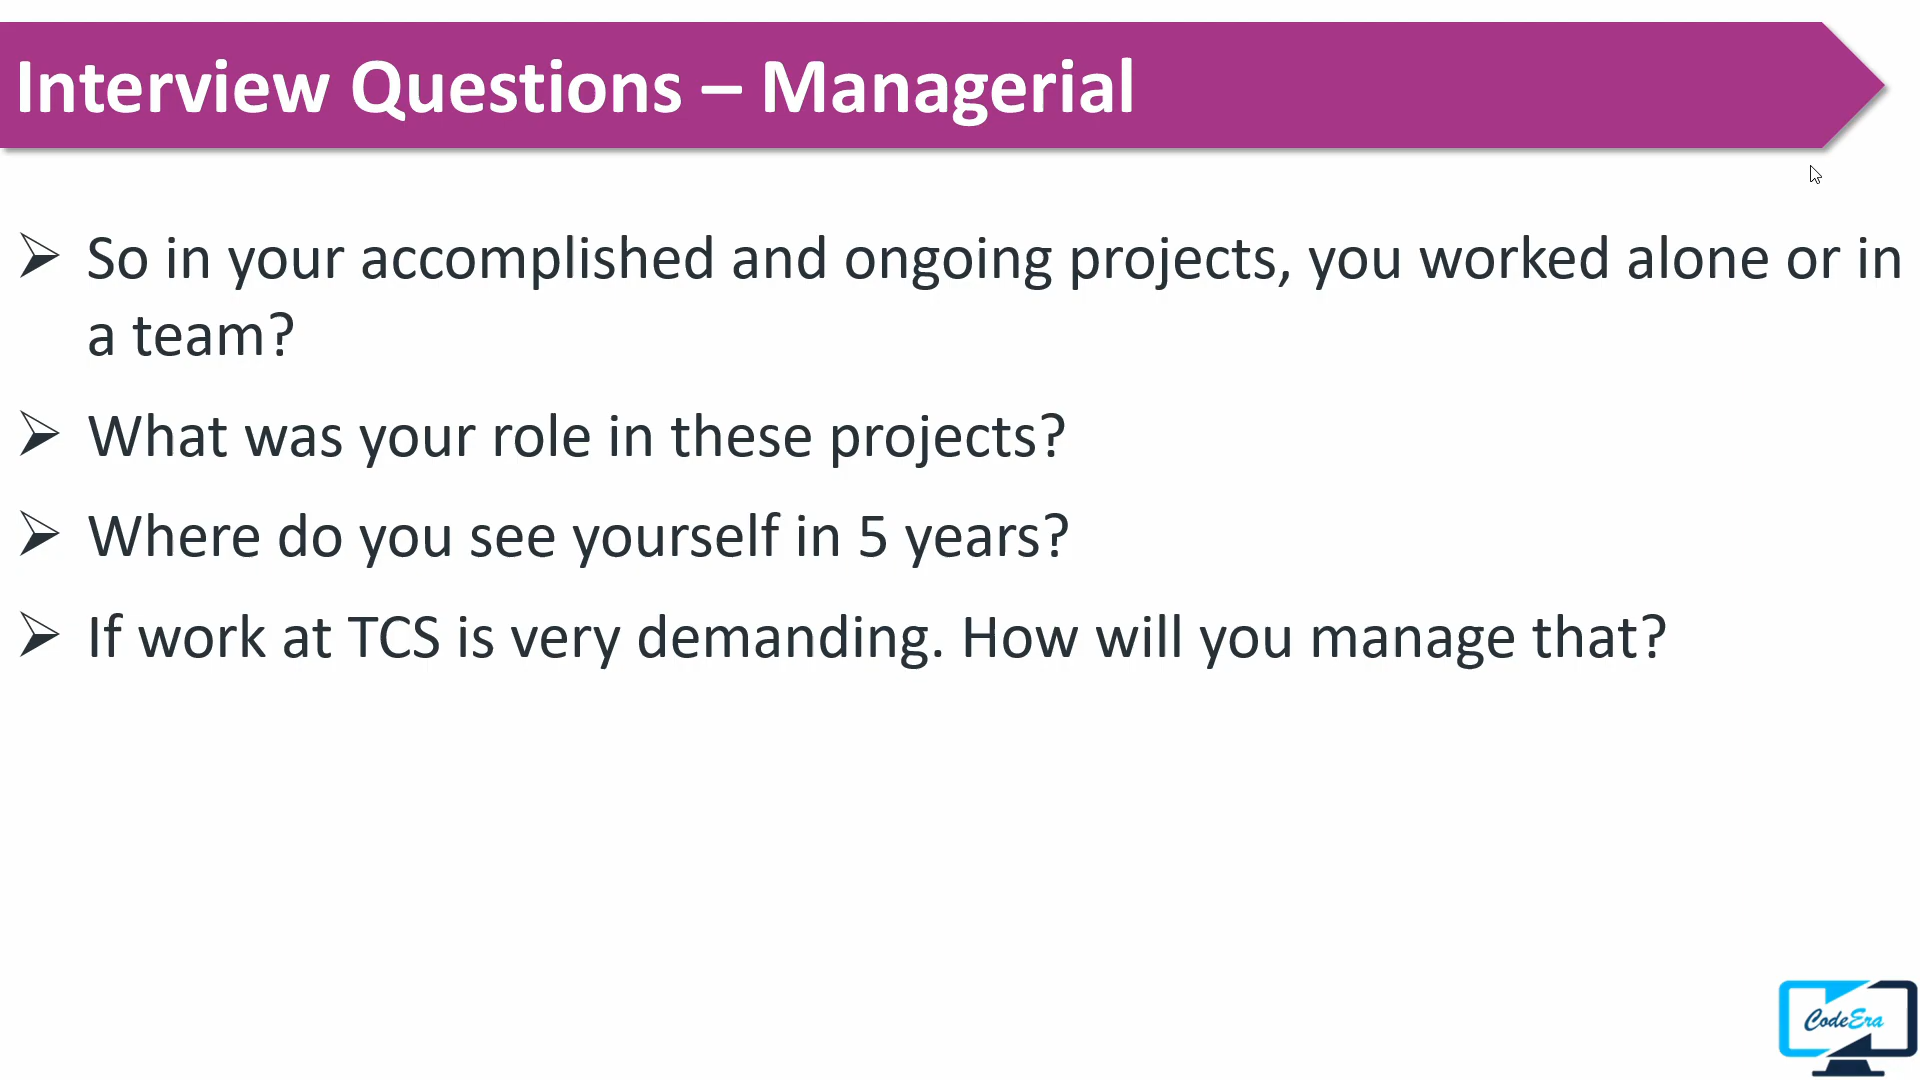 Interview Questions – Managerial
So in your accomplished and ongoing projects, you worked alone or in
a team?
What was your role in these projects?
Where do you see yourself in 5 years?
If work at TCS is very demanding. How will you manage that?
CodeEra